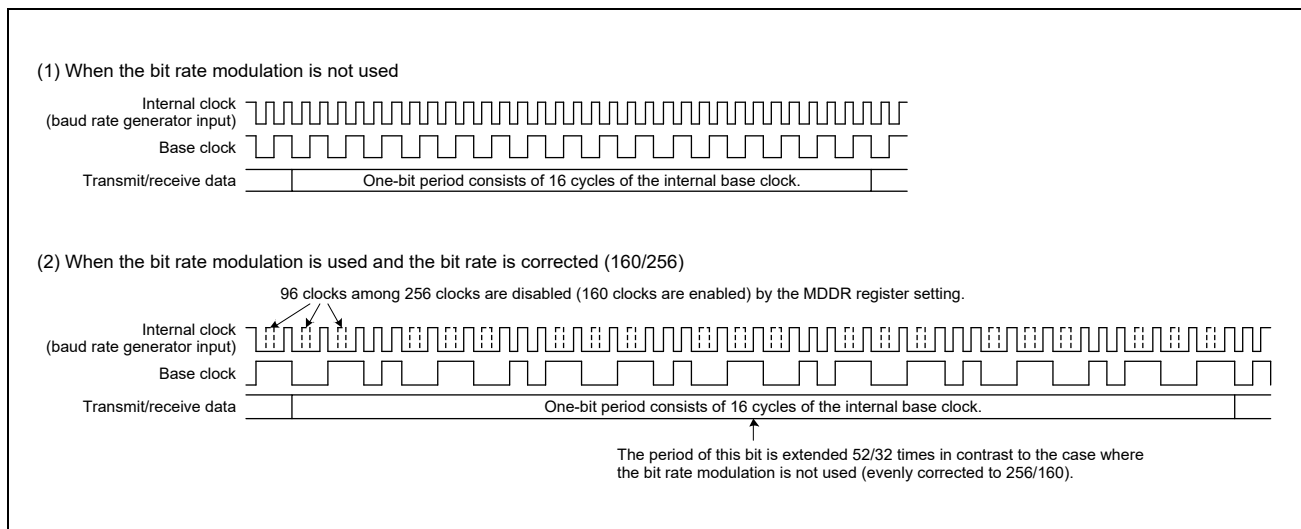 (1) When the bit rate modulation is not used
Internal clock
(baud rate generator input)
Base clock
Transmit/receive data
One-bit period consists of 16 cycles of the internal base clock.
(2) When the bit rate modulation is used and the bit rate is corrected (160/256)
96 clocks among 256 clocks are disabled (160 clocks are enabled) by the MDDR register setting.
Internal clock
(baud rate generator input)
Base clock
Transmit/receive data
One-bit period consists of 16 cycles of the internal base clock.
The period of this bit is extended 52/32 times in contrast to the case where
the bit rate modulation is not used (evenly corrected to 256/160).